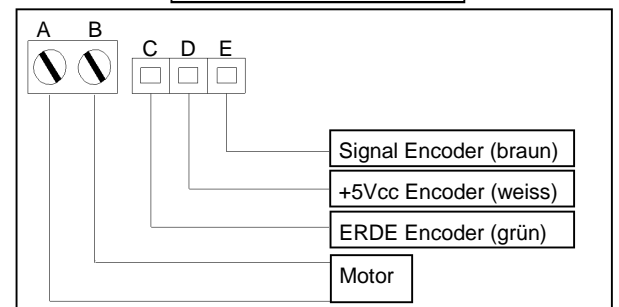 A B
C D E
Signal Encoder (braun)
+5Vcc Encoder (weiss)
ERDE Encoder (grün)
Motor